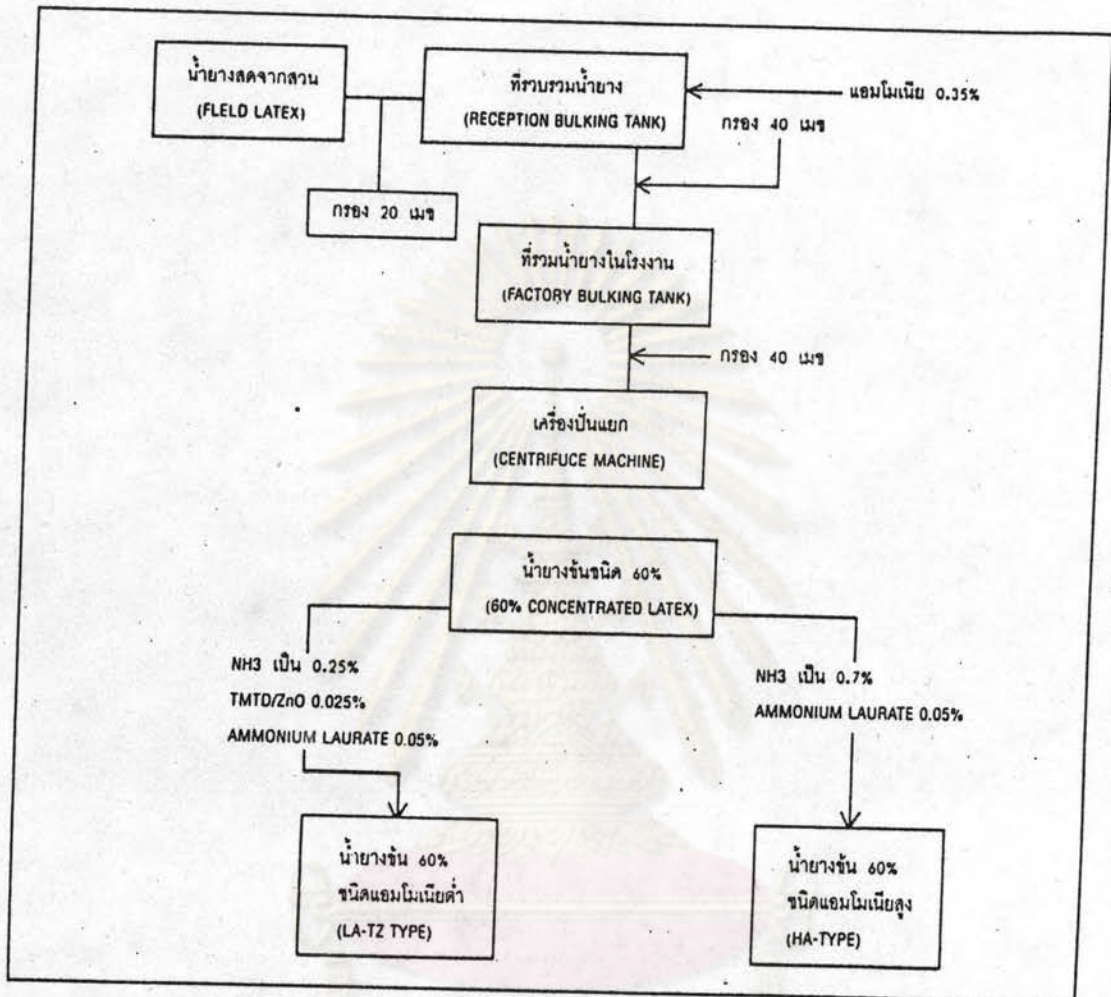 น้ำยางสดจากสวน
(FLELD LATEX)
ที่รวบรวมน้ำยาง
(RECEPTION BULKING TANK)
แอมโมเนีย 0.35%
กรอง 40 เมช
กรอง 20 เมช
ที่รวมน้ำยางในโรงงาน
(FACTORY BULKING TANK)
กรอง 40 เมช
เครื่องปั่นแยก
(CENTRIFUCE MACHINE)
น้ำยางข้นชนิด 60%
(60% CONCENTRATED LATEX)
NH3 เป็น 0.25%
TMTD/ZnO 0.025%
AMMONIUM LAURATE 0.05%
NH3 เป็น 0.7%
AMMONIUM LAURATE 0.05%
น้ำยางข้น 60%
ชนิดแอมโมเนียต่ำ
(LA-TZ TYPE)
น้ำยางข้น 60%
ชนิดแอมโมเนียสูง
(HA-TYPE)